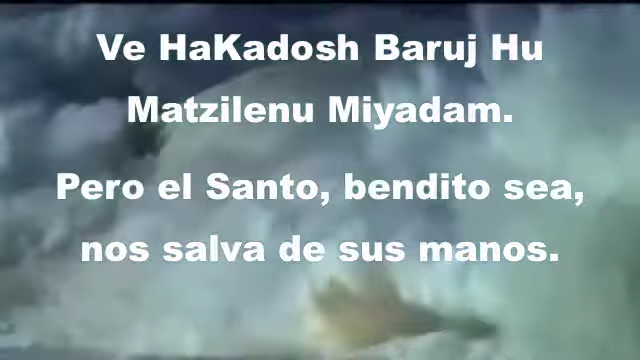 Ve HaKadosh Baruj Hu
Matzilenu Miyadam.
Pero el Santo, bendito sea,
nos salva de sus manos.